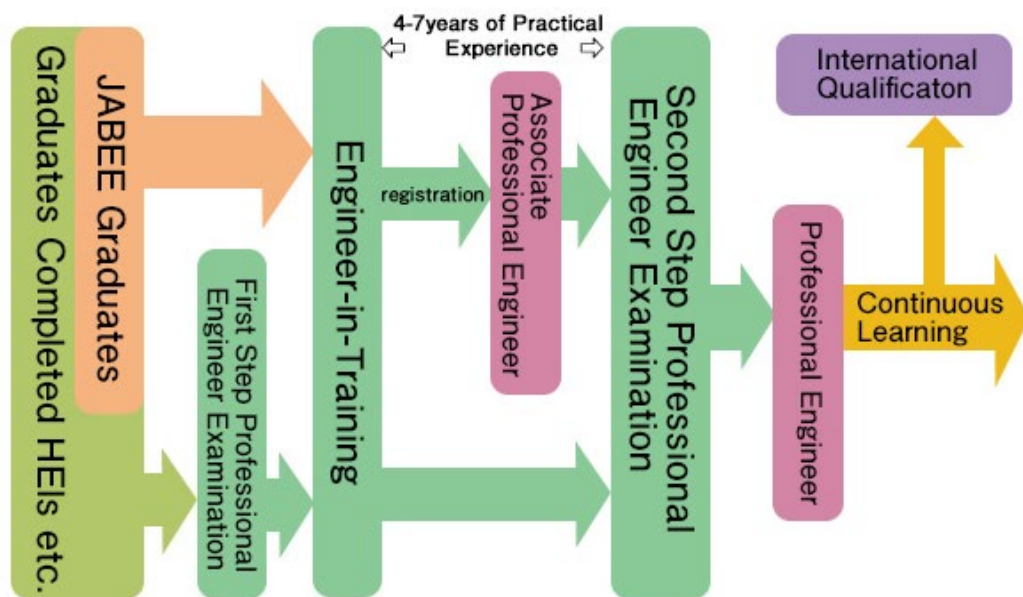 Graduates Completed HEIs etc.
JABEE Graduates
First Step Professional
Engineer Examination
Engineer-in-Training
4-7years of Practical
Experience
registration
Associate
Professional Engineer
Second Step Professional
Engineer Examination
Professional Engineer
International
Qualificaton
Continuous
Learning